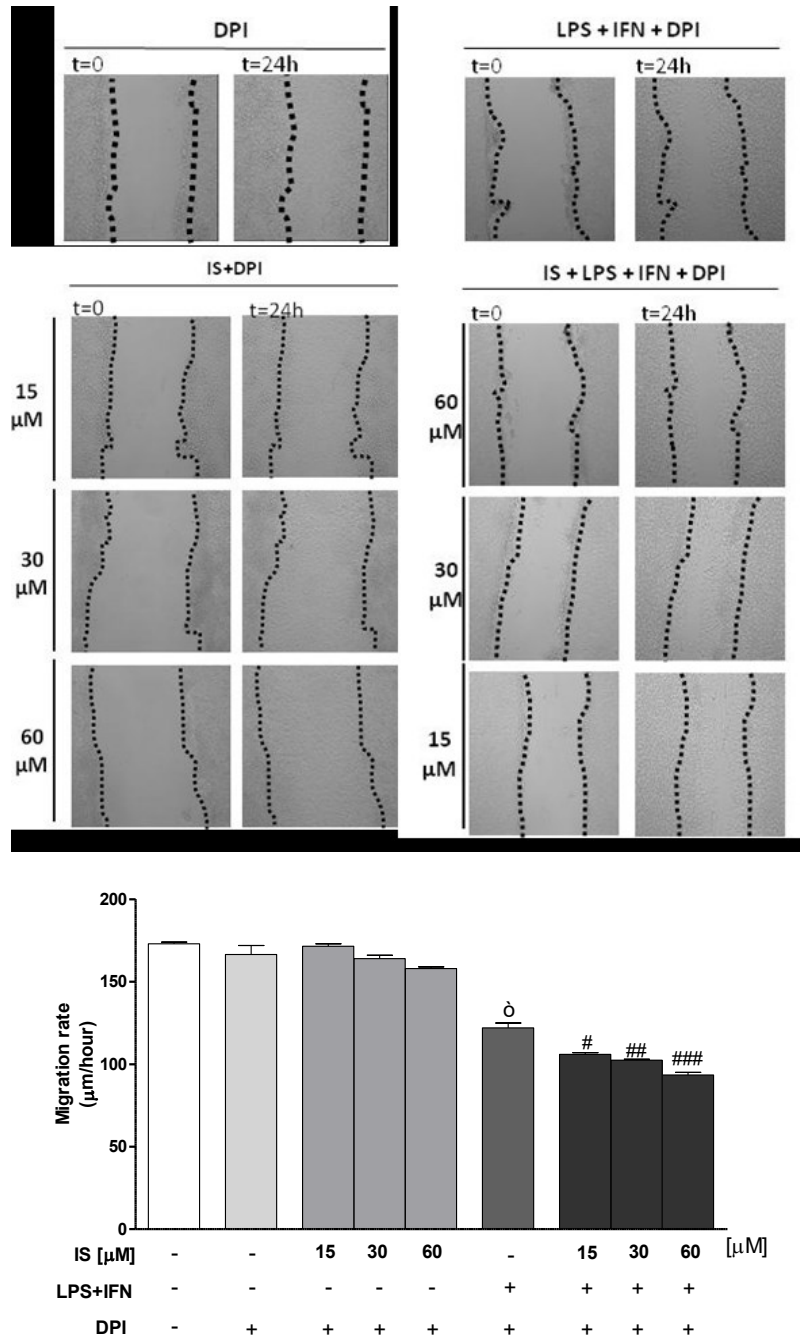 DPI
t=0 t=24h
LPS + IFN + DPI
t=0 t=24h
IS+DPI
t=0 t=24h
15
μM
30
μM
60
μM
IS + LPS + IFN + DPI
t=0 t=24h
60
μM
30
μM
15
μM
Migration rate
(μm/hour)
200
150
100
50
0
ò
#
##
###
IS [μM] - - 15 30 60 - 15 30 60 [μM]
LPS+IFN - - - - - + + + +
DPI - + + + + + + + +